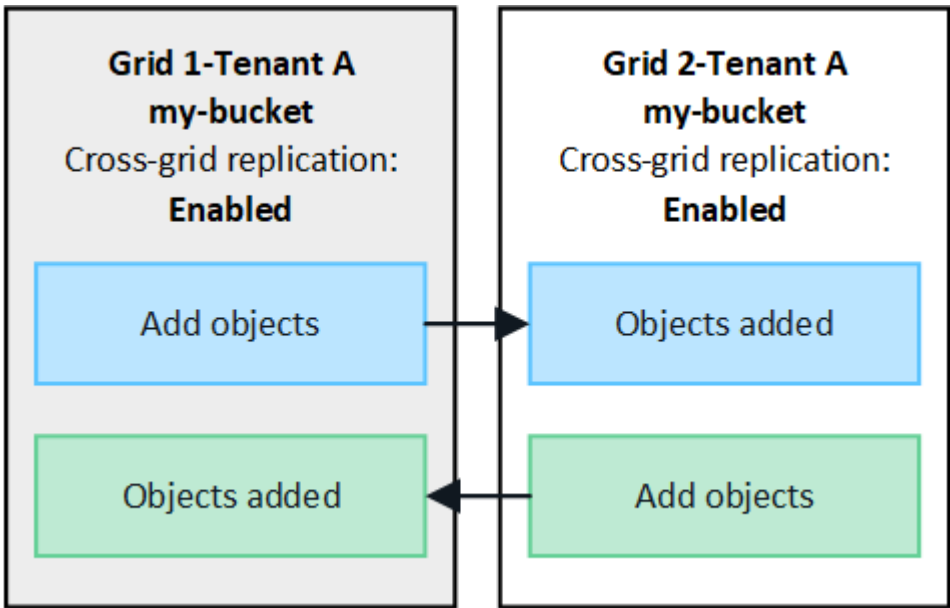 Grid 1-Tenant A
my-bucket
Cross-grid replication:
Enabled
Add objects
Objects added
Grid 2-Tenant A
my-bucket
Cross-grid replication:
Enabled
Objects added
Add objects